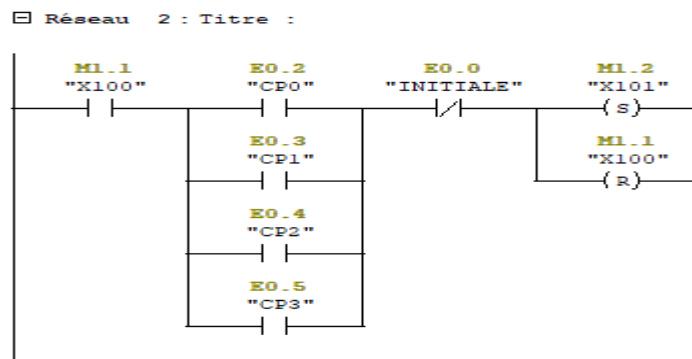 Réseau 2 : Titre :
M1.1 E0.2 E0.0 M1.2
"X100" "CP0" "INITIALE" "X101"
S
E0.3 M1.1
"CP1" "X100"
R
E0.4
"CP2"
E0.5
"CP3"